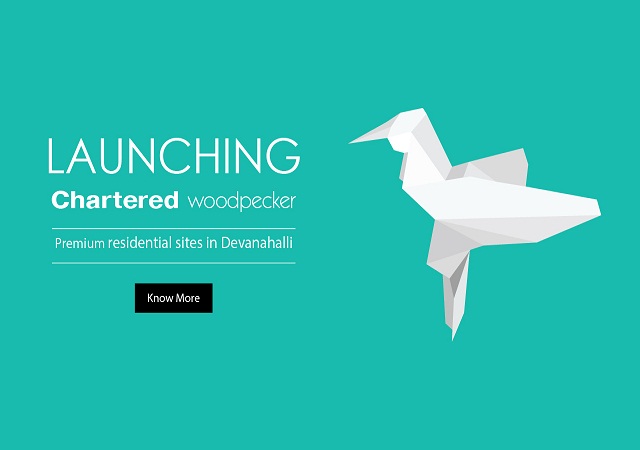 LAUNCHING
Chartered woodpecker
Premium residential sites in Devanahalli
Know More